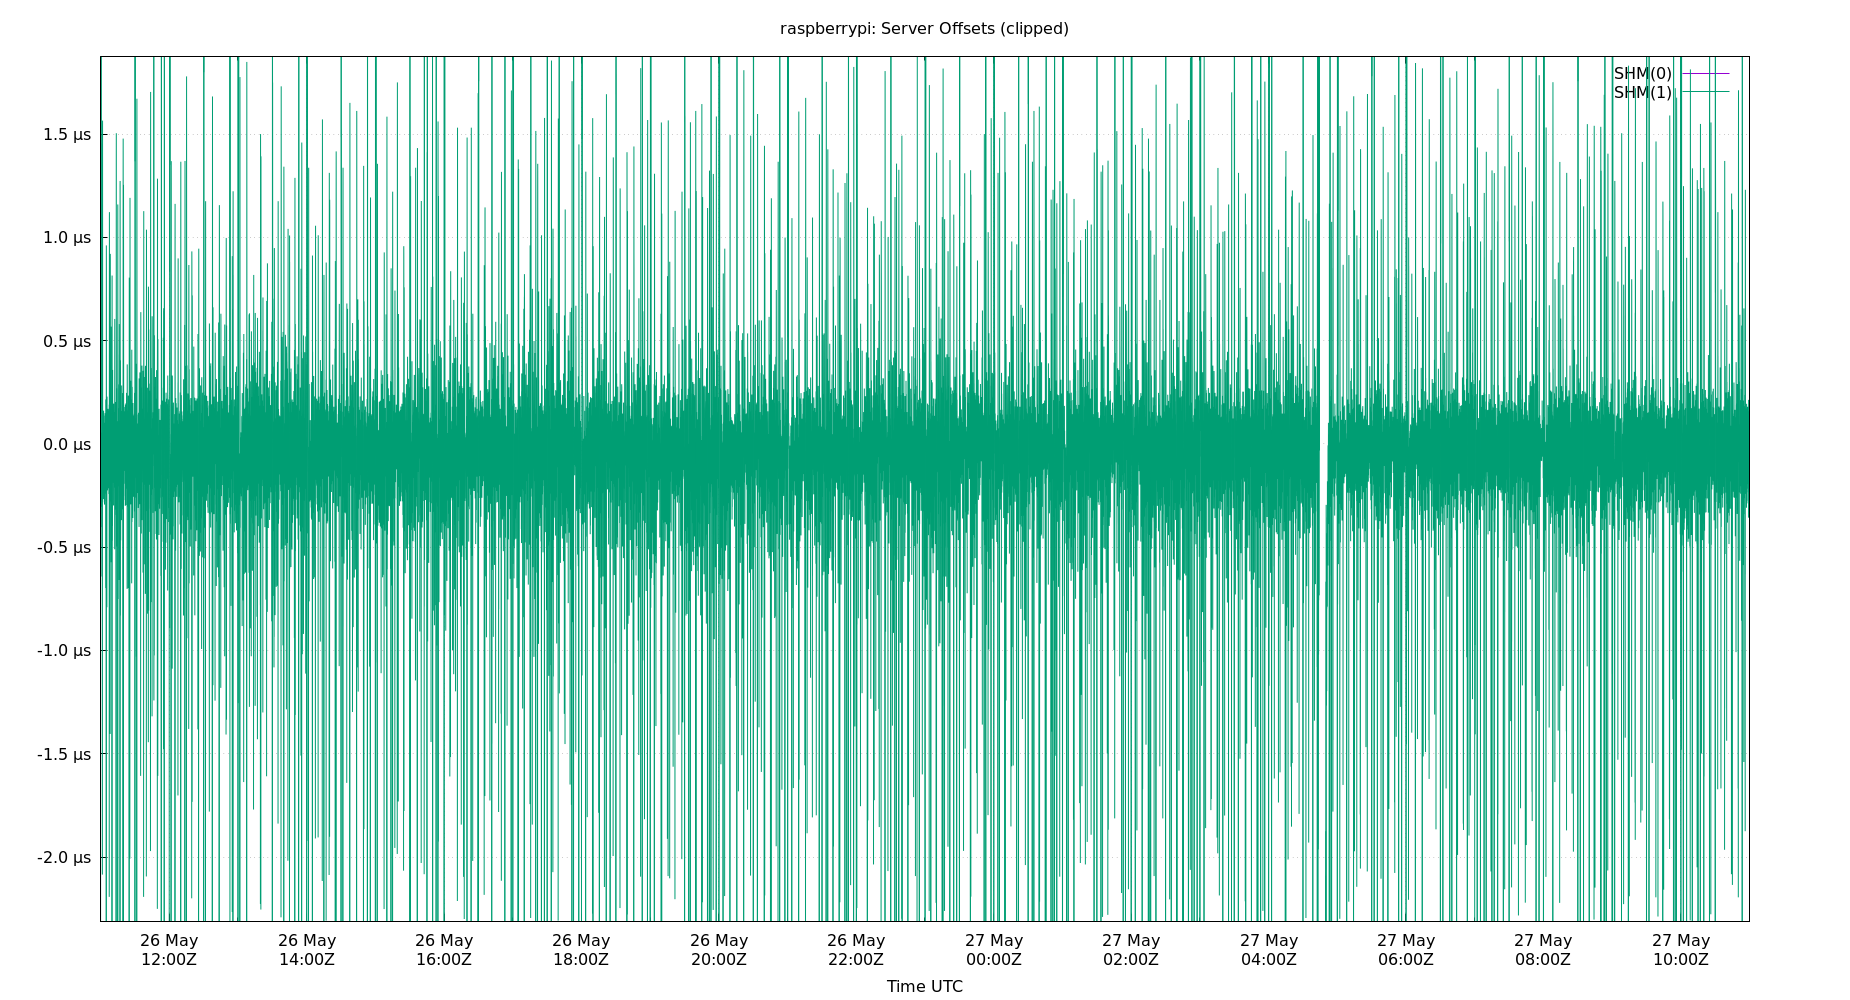 raspberrypi: Server Offsets (clipped)
SHM(0)
SHM(1)
1.5 µs
1.0 µs
0.5 µs
0.0 µs
-0.5 µs
-1.0 µs
-1.5 µs
-2.0 µs
26 May 26 May 26 May 26 May 26 May 26 May 27 May 27 May 27 May 27 May 27 May 27 May
12:00Z 14:00Z 16:00Z 18:00Z 20:00Z 22:00Z 00:00Z 02:00Z 04:00Z 06:00Z 08:00Z 10:00Z
Time UTC